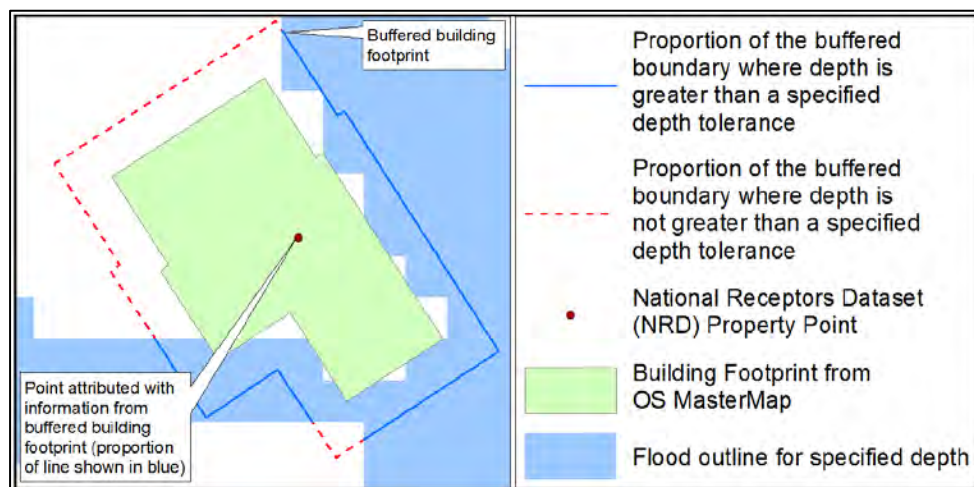 Buffered building
footprint
Point attributed with
information from
buffered building
footprint (proportion
of line shown in blue)
Proportion of the buffered
boundary where depth is
greater than a specified
depth tolerance
Proportion of the buffered
boundary where depth is
not greater than a specified
depth tolerance
National Receptors Dataset
(NRD) Property Point
Building Footprint from
OS MasterMap
Flood outline for specified depth